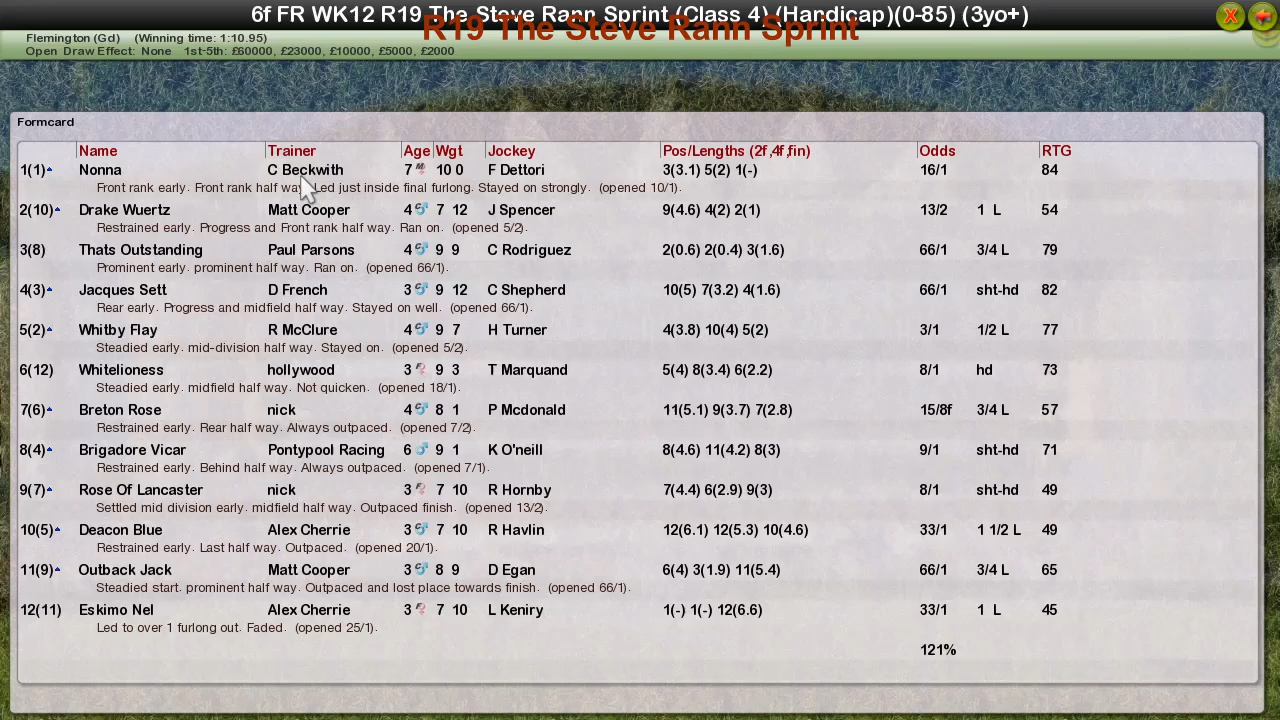 6f FR WK12 R19 The Steve Rann Sprint (Class 4) (Handicap)(0-85) (3yo+)
R19 The Steve Rann Sprint
Flemington (Gd) (Winning time: 1:10.95)
Open Draw Effect: None 1st-5th: £60000, £23000, £10000, £5000, £2000
Formcard
Name Trainer Age Wgt Jockey Pos/Lengths (2f,4f,fin) Odds RTG
1(1) Nonna C Beckwith 7 10 0 F Dettori 3(3.1) 5(2) 1(-) 16/1 84
Front rank early. Front rank half way. Led just inside final furlong. Stayed on strongly. (opened 10/1).
2(10) Drake Wuertz Matt Cooper 4 7 12 J Spencer 9(4.6) 4(2) 2(1) 13/2 1 L 54
Restrained early. Progress and Front rank half way. Ran on. (opened 5/2).
3(8) Thats Outstanding Paul Parsons 4 9 9 C Rodriguez 2(0.6) 2(0.4) 3(1.6) 66/1 3/4 L 79
Prominent early. prominent half way. Ran on. (opened 66/1).
4(3) Jacques Sett D French 3 9 12 C Shepherd 10(5) 7(3.2) 4(1.6) 66/1 sht-hd 82
Rear early. Progress and midfield half way. Stayed on well. (opened 66/1).
5(2) Whitby Flay R McClure 4 9 7 H Turner 4(3.8) 10(4) 5(2) 3/1 1/2 L 77
Steadied early. mid-division half way. Stayed on. (opened 5/2).
6(12) Whitelioness hollywood 3 9 3 T Marquand 5(4) 8(3.4) 6(2.2) 8/1 hd 73
Steadied early. midfield half way. Not quicken. (opened 18/1).
7(6) Breton Rose nick 4 8 1 P Mcdonald 11(5.1) 9(3.7) 7(2.8) 15/8f 3/4 L 57
Restrained early. Rear half way. Always outpaced. (opened 7/2).
8(4) Brigadore Vicar Pontypool Racing 6 9 1 K O'neill 8(4.6) 11(4.2) 8(3) 9/1 sht-hd 71
Restrained early. Behind half way. Always outpaced. (opened 7/1).
9(7) Rose Of Lancaster nick 3 7 10 R Hornby 7(4.4) 6(2.9) 9(3) 8/1 sht-hd 49
Settled mid division early. midfield half way. Outpaced finish. (opened 13/2).
10(5) Deacon Blue Alex Cherrie 3 7 10 R Havlin 12(6.1) 12(5.3) 10(4.6) 33/1 1 1/2 L 49
Restrained early. Last half way. Outpaced. (opened 20/1).
11(9) Outback Jack Matt Cooper 3 8 9 D Egan 6(4) 3(1.9) 11(5.4) 66/1 3/4 L 65
Steadied start. prominent half way. Outpaced and lost place towards finish. (opened 66/1).
12(11) Eskimo Nel Alex Cherrie 3 7 10 L Keniry 1(-) 1(-) 12(6.6) 33/1 1 L 45
Led to over 1 furlong out. Faded. (opened 25/1).
121%